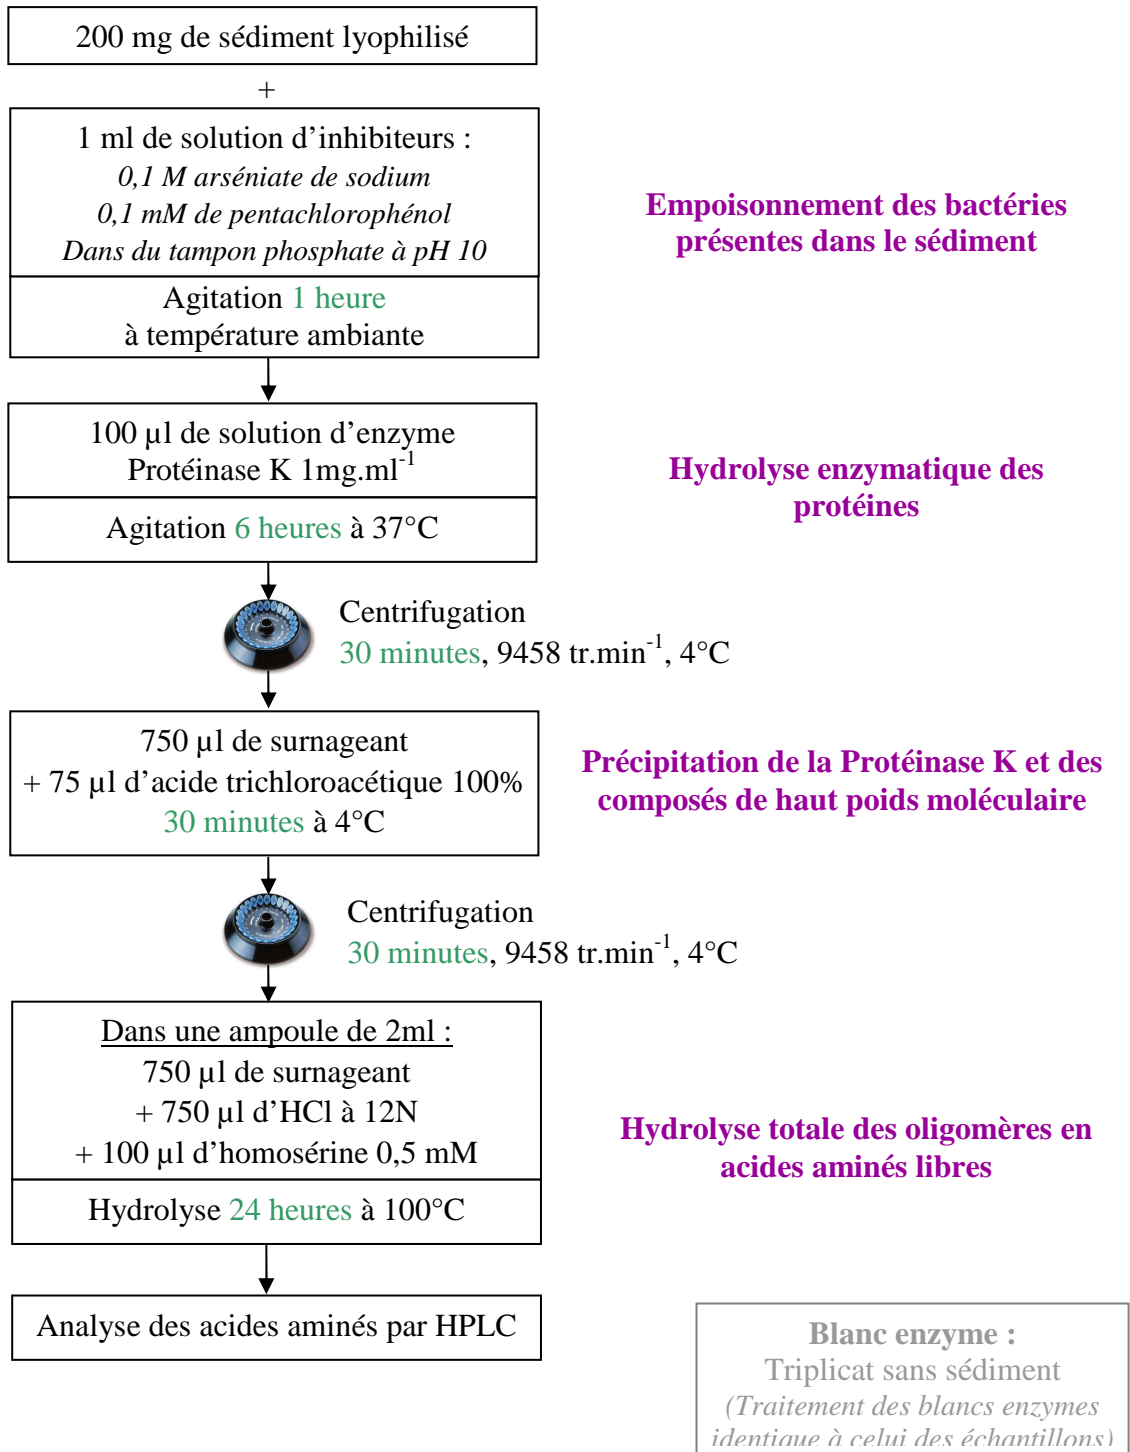 200 mg de sédiment lyophilisé
+
1 ml de solution d’inhibiteurs :
0,1 M arséniate de sodium
0,1 mM de pentachlorophénol
Dans du tampon phosphate à pH 10
Agitation 1 heure
à température ambiante
Empoisonnement des bactéries
présentes dans le sédiment
100 µl de solution d’enzyme
Protéinase K 1mg.ml⁻¹
Agitation 6 heures à 37°C
Hydrolyse enzymatique des
protéines
Centrifugation
30 minutes, 9458 tr.min⁻¹, 4°C
750 µl de surnageant
+ 75 µl d’acide trichloroacétique 100%
30 minutes à 4°C
Précipitation de la Protéinase K et des
composés de haut poids moléculaire
Centrifugation
30 minutes, 9458 tr.min⁻¹, 4°C
Dans une ampoule de 2ml :
750 µl de surnageant
+ 750 µl d’HCl à 12N
+ 100 µl d’homosérine 0,5 mM
Hydrolyse 24 heures à 100°C
Hydrolyse totale des oligomères en
acides aminés libres
Analyse des acides aminés par HPLC
Blanc enzyme :
Triplicat sans sédiment
(Traitement des blancs enzymes
identique à celui des échantillons)